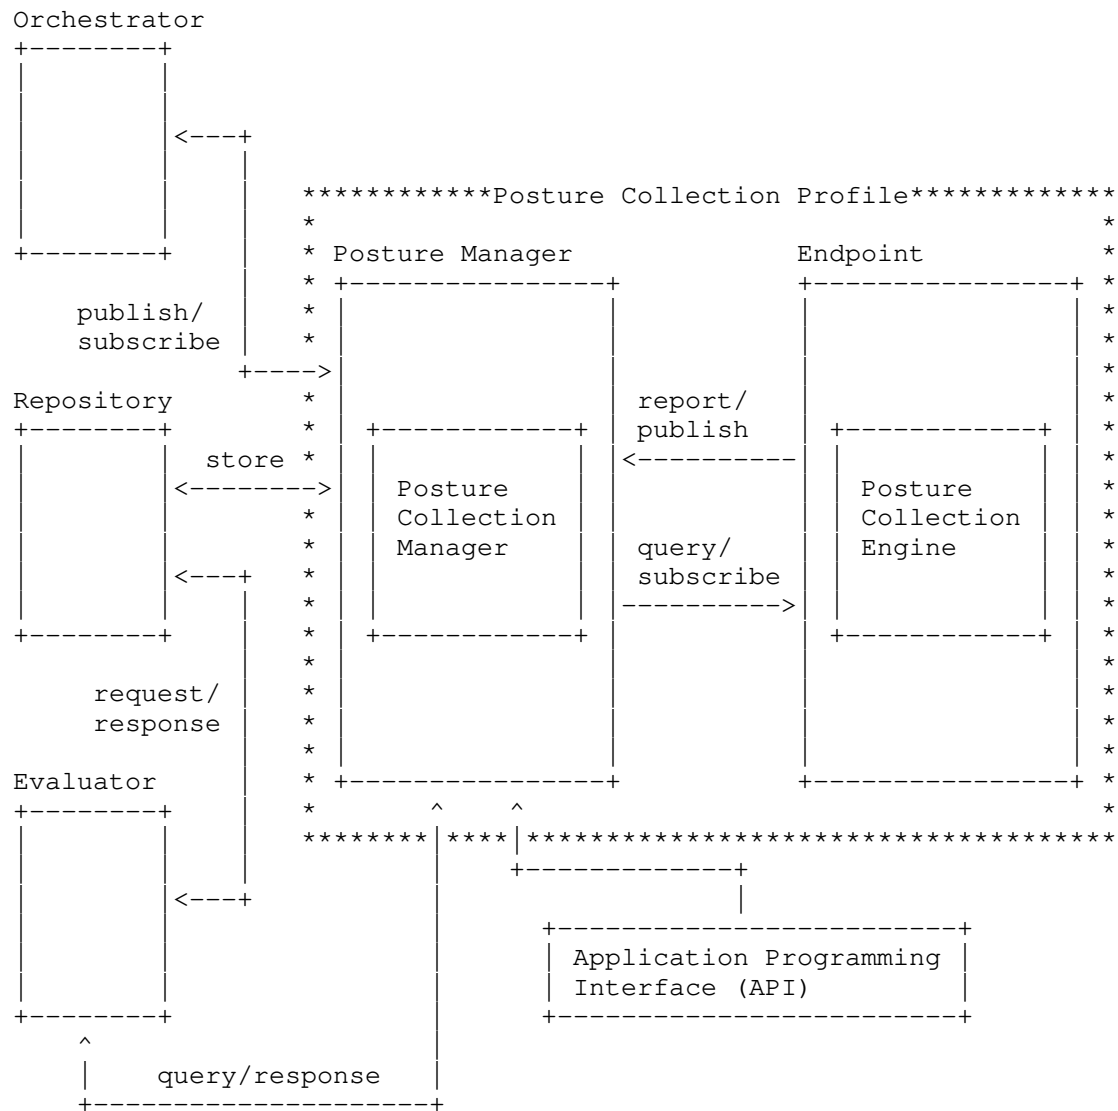 Orchestrator
Posture Collection Profile
Posture Manager
Endpoint
publish/
subscribe
Repository
report/
publish
store
Posture
Collection
Manager
Posture
Collection
Engine
query/
subscribe
request/
response
Evaluator
Application Programming
Interface (API)
query/response